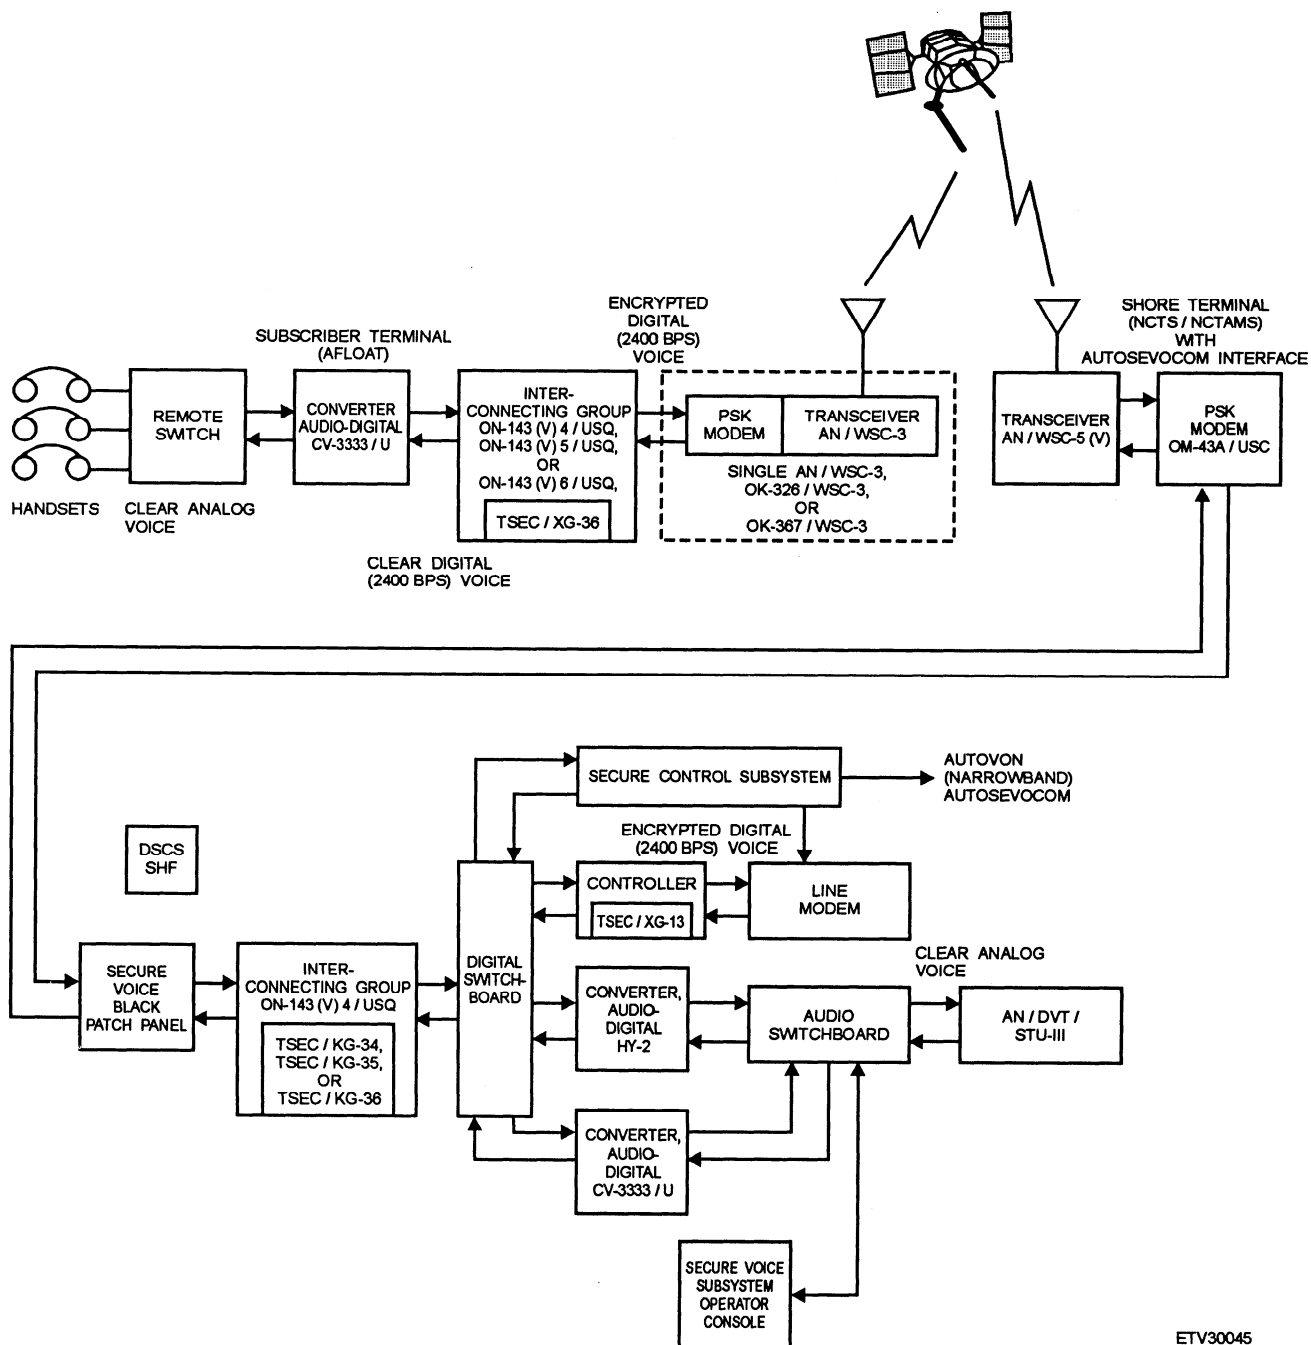 ENCRYPTED
DIGITAL
(2400 BPS)
VOICE
SHORE TERMINAL
(NCTS / NCTAMS)
WITH
AUTOSEVOCOM INTERFACE
SUBSCRIBER TERMINAL
(AFLOAT)
REMOTE
SWITCH
CONVERTER
AUDIO-DIGITAL
CV-3333 / U
INTER-
CONNECTING GROUP
ON-143 (V) 4 / USQ,
ON-143 (V) 5 / USQ,
OR
ON-143 (V) 6 / USQ,
TSEC / XG-36
PSK
MODEM
TRANSCEIVER
AN / WSC-3
SINGLE AN / WSC-3,
OK-326 / WSC-3,
OR
OK-367 / WSC-3
TRANSCEIVER
AN / WSC-5 (V)
PSK
MODEM
OM-43A / USC
HANDSETS
CLEAR ANALOG
VOICE
CLEAR DIGITAL
(2400 BPS) VOICE
SECURE CONTROL SUBSYSTEM
AUTOVON
(NARROWBAND)
AUTOSEVOCOM
DSCS
SHF
ENCRYPTED DIGITAL
(2400 BPS) VOICE
CONTROLLER
TSEC / XG-13
LINE
MODEM
SECURE
VOICE
BLACK
PATCH PANEL
INTER-
CONNECTING GROUP
ON-143 (V) 4 / USQ
TSEC / KG-34,
TSEC / KG-35,
OR
TSEC / KG-36
DIGITAL
SWITCH-
BOARD
CONVERTER,
AUDIO-
DIGITAL
HY-2
AUDIO
SWITCHBOARD
CLEAR ANALOG
VOICE
AN / DVT /
STU-III
CONVERTER,
AUDIO-
DIGITAL
CV-3333 / U
SECURE VOICE
SUBSYSTEM
OPERATOR
CONSOLE
ETV30045